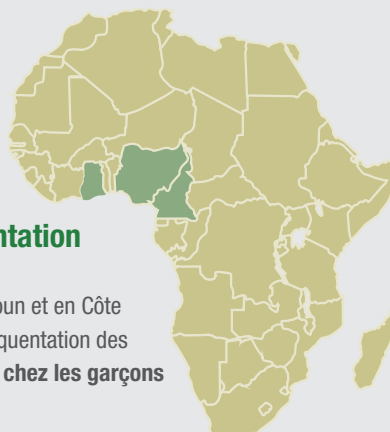 ntation
oun et en Côte
quentation des
chez les garçons